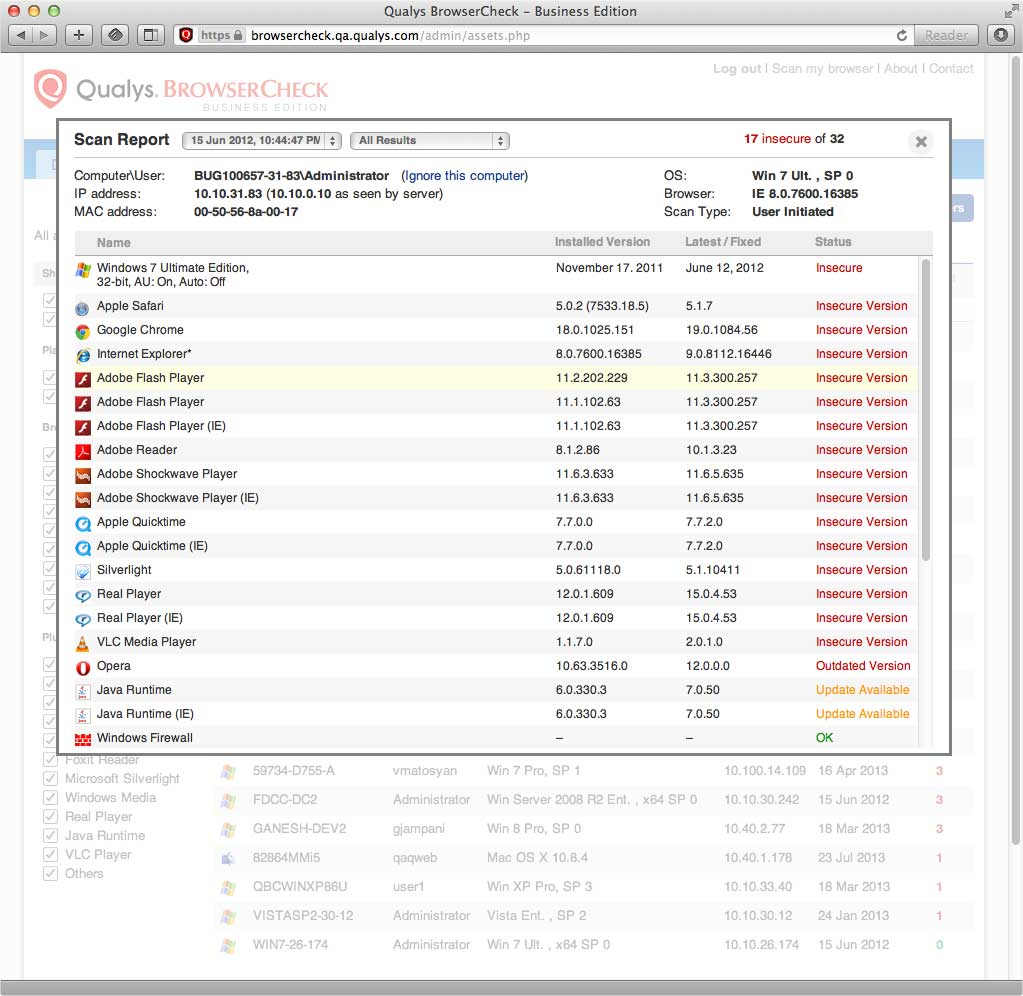 Qualys BrowserCheck – Business Edition
https browsercheck.qa.qualys.com/admin/assets.php Reader
Log out | Scan my browser | About | Contact
Qualys. BROWSERCHECK
BUSINESS EDITION
Scan Report 15 Jun 2012, 10:44:47 PM All Results 17 insecure of 32
Computer\User: BUG100657-31-83\Administrator (Ignore this computer) OS: Win 7 Ult. , SP 0
IP address: 10.10.31.83 (10.10.0.10 as seen by server) Browser: IE 8.0.7600.16385
MAC address: 00-50-56-8a-00-17 Scan Type: User Initiated
Name Installed Version Latest / Fixed Status
Windows 7 Ultimate Edition, November 17. 2011 June 12, 2012 Insecure
32-bit, AU: On, Auto: Off
Apple Safari 5.0.2 (7533.18.5) 5.1.7 Insecure Version
Google Chrome 18.0.1025.151 19.0.1084.56 Insecure Version
Internet Explorer* 8.0.7600.16385 9.0.8112.16446 Insecure Version
Adobe Flash Player 11.2.202.229 11.3.300.257 Insecure Version
Adobe Flash Player 11.1.102.63 11.3.300.257 Insecure Version
Adobe Flash Player (IE) 11.1.102.63 11.3.300.257 Insecure Version
Adobe Reader 8.1.2.86 10.1.3.23 Insecure Version
Adobe Shockwave Player 11.6.3.633 11.6.5.635 Insecure Version
Adobe Shockwave Player (IE) 11.6.3.633 11.6.5.635 Insecure Version
Apple Quicktime 7.7.0.0 7.7.2.0 Insecure Version
Apple Quicktime (IE) 7.7.0.0 7.7.2.0 Insecure Version
Silverlight 5.0.61118.0 5.1.10411 Insecure Version
Real Player 12.0.1.609 15.0.4.53 Insecure Version
Real Player (IE) 12.0.1.609 15.0.4.53 Insecure Version
VLC Media Player 1.1.7.0 2.0.1.0 Insecure Version
Opera 10.63.3516.0 12.0.0.0 Outdated Version
Java Runtime 6.0.330.3 7.0.50 Update Available
Java Runtime (IE) 6.0.330.3 7.0.50 Update Available
Windows Firewall – – OK
Foxit Reader
59734-D755-A vmatosyan Win 7 Pro, SP 1 10.100.14.109 16 Apr 2013 3
Microsoft Silverlight
Windows Media FDCC-DC2 Administrator Win Server 2008 R2 Ent. , x64 SP 0 10.10.30.242 15 Jun 2012 3
Real Player
GANESH-DEV2 gjampani Win 8 Pro, SP 0 10.40.2.77 18 Mar 2013 3
Java Runtime
VLC Player 82864MMi5 qaqweb Mac OS X 10.8.4 10.40.1.178 23 Jul 2013 1
Others
QBCWINXP86U user1 Win XP Pro, SP 3 10.10.33.40 18 Mar 2013 1
VISTASP2-30-12 Administrator Vista Ent. , SP 2 10.10.30.12 24 Jan 2013 1
WIN7-26-174 Administrator Win 7 Ult. , x64 SP 0 10.10.26.174 15 Jun 2012 0